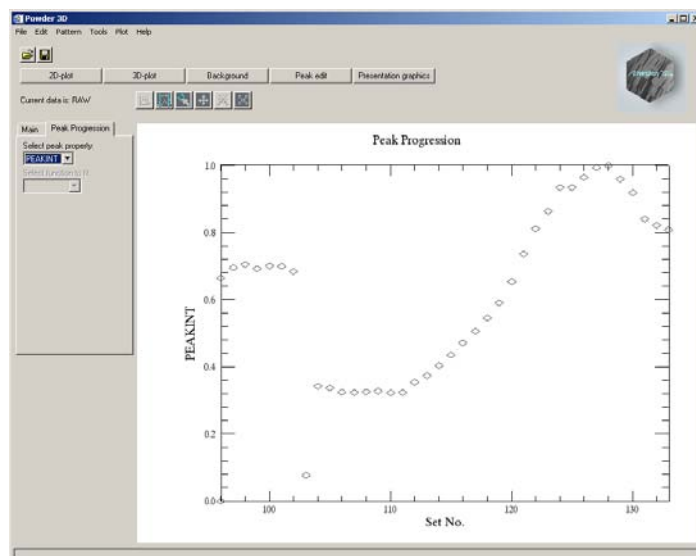 Powder 3D
File Edit Pattern Tools Plot Help
2D-plot 3D-plot Background Peak edit Presentation graphics
Current data is: RAW
Main Peak Progression
Select peak property:
PEAKINT
Select function to fit
Peak Progression
1.0
0.8
0.6
0.4
0.2
0.0
PEAKINT
100 110 120 130
Set No.